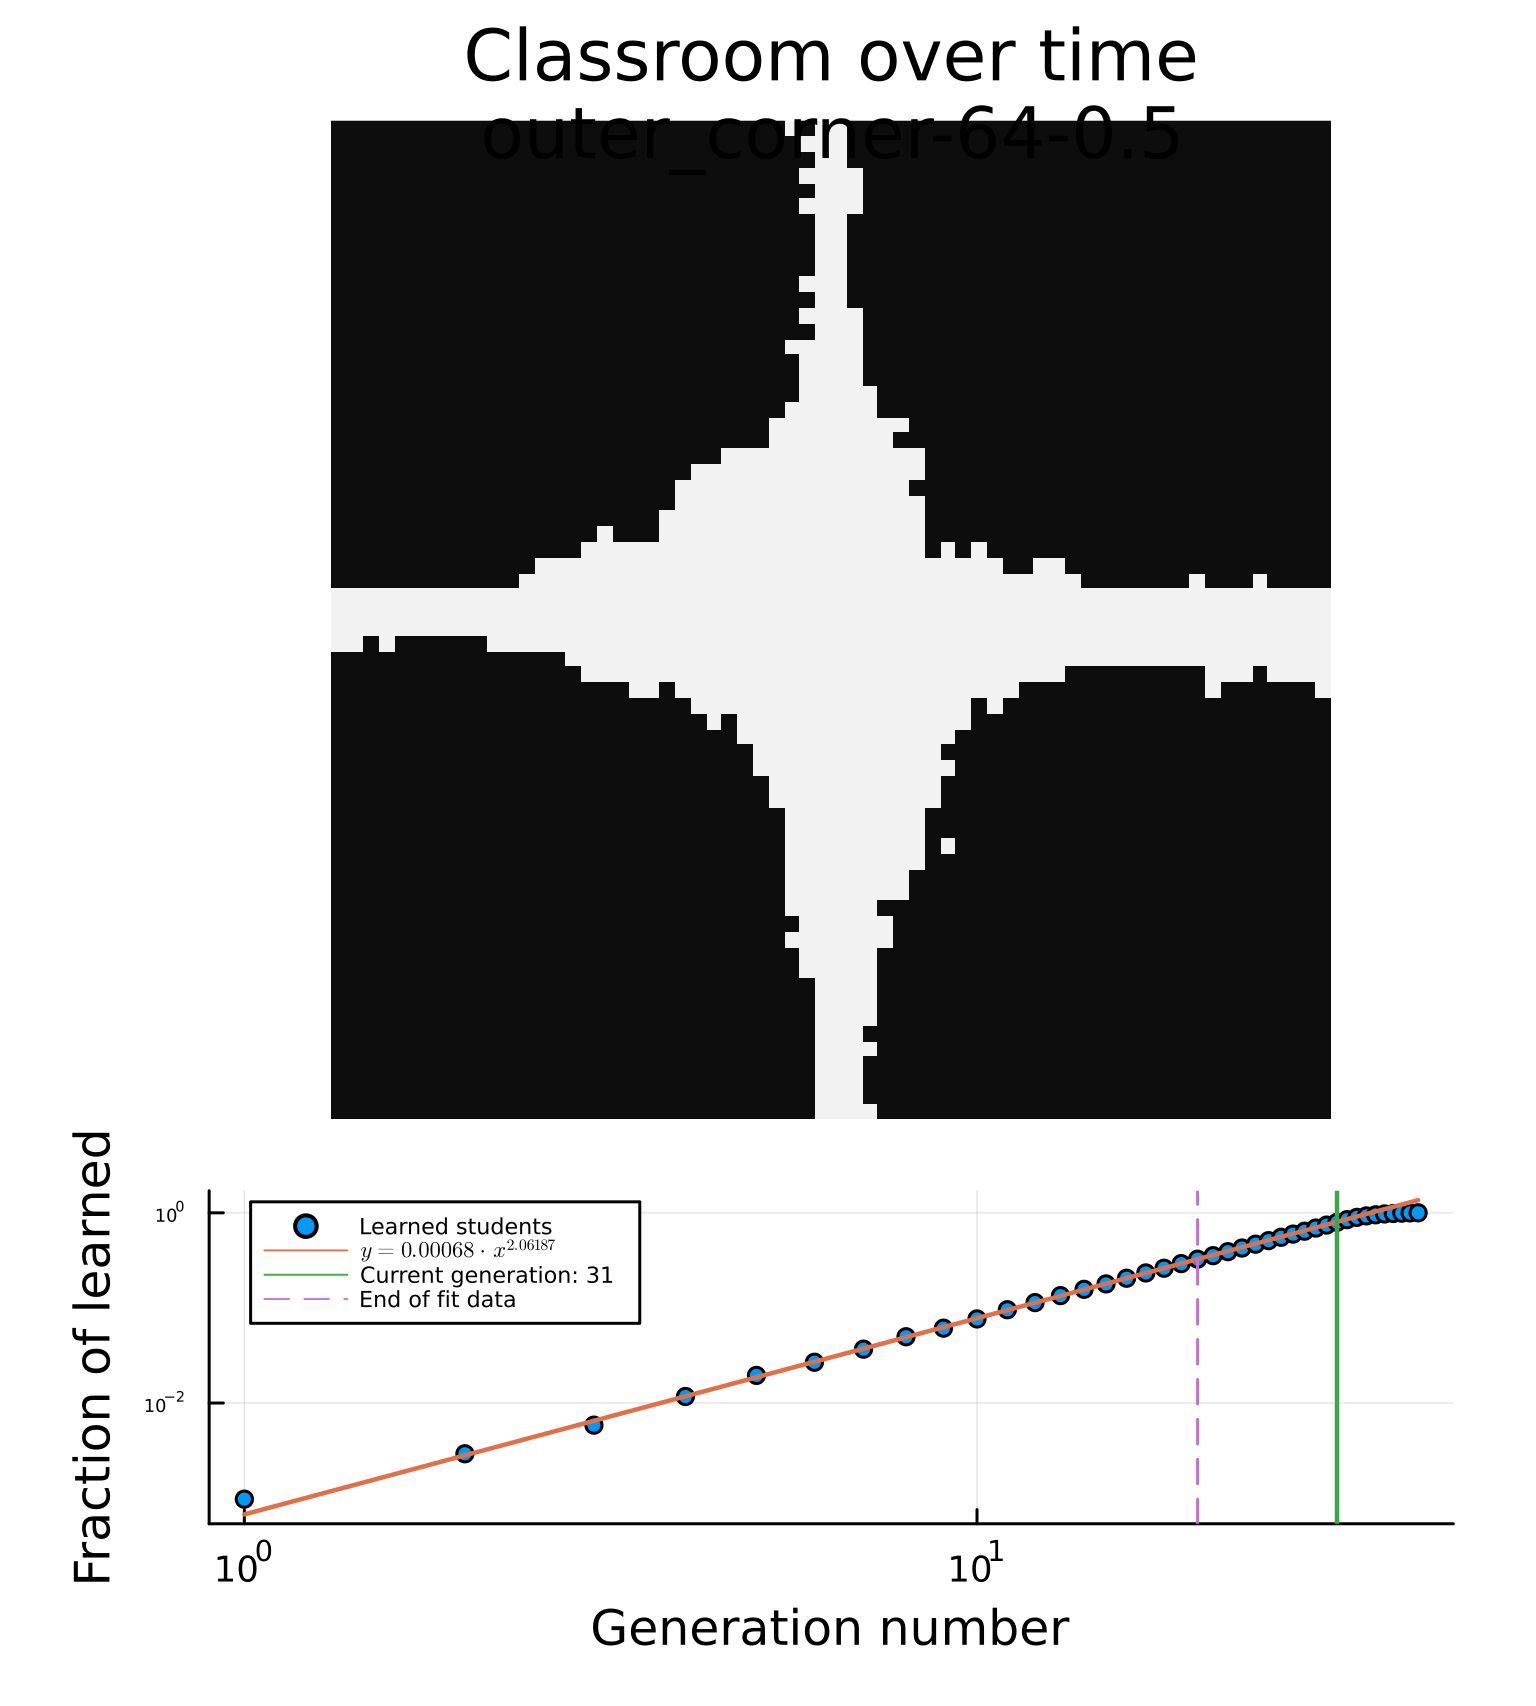 Classroom over time
outer_corner-64-0.5
Fraction of learned
10⁰
10⁻²
Learned students
y = 0.00068 · x^2.06187
Current generation: 31
End of fit data
10⁰
10¹
Generation number